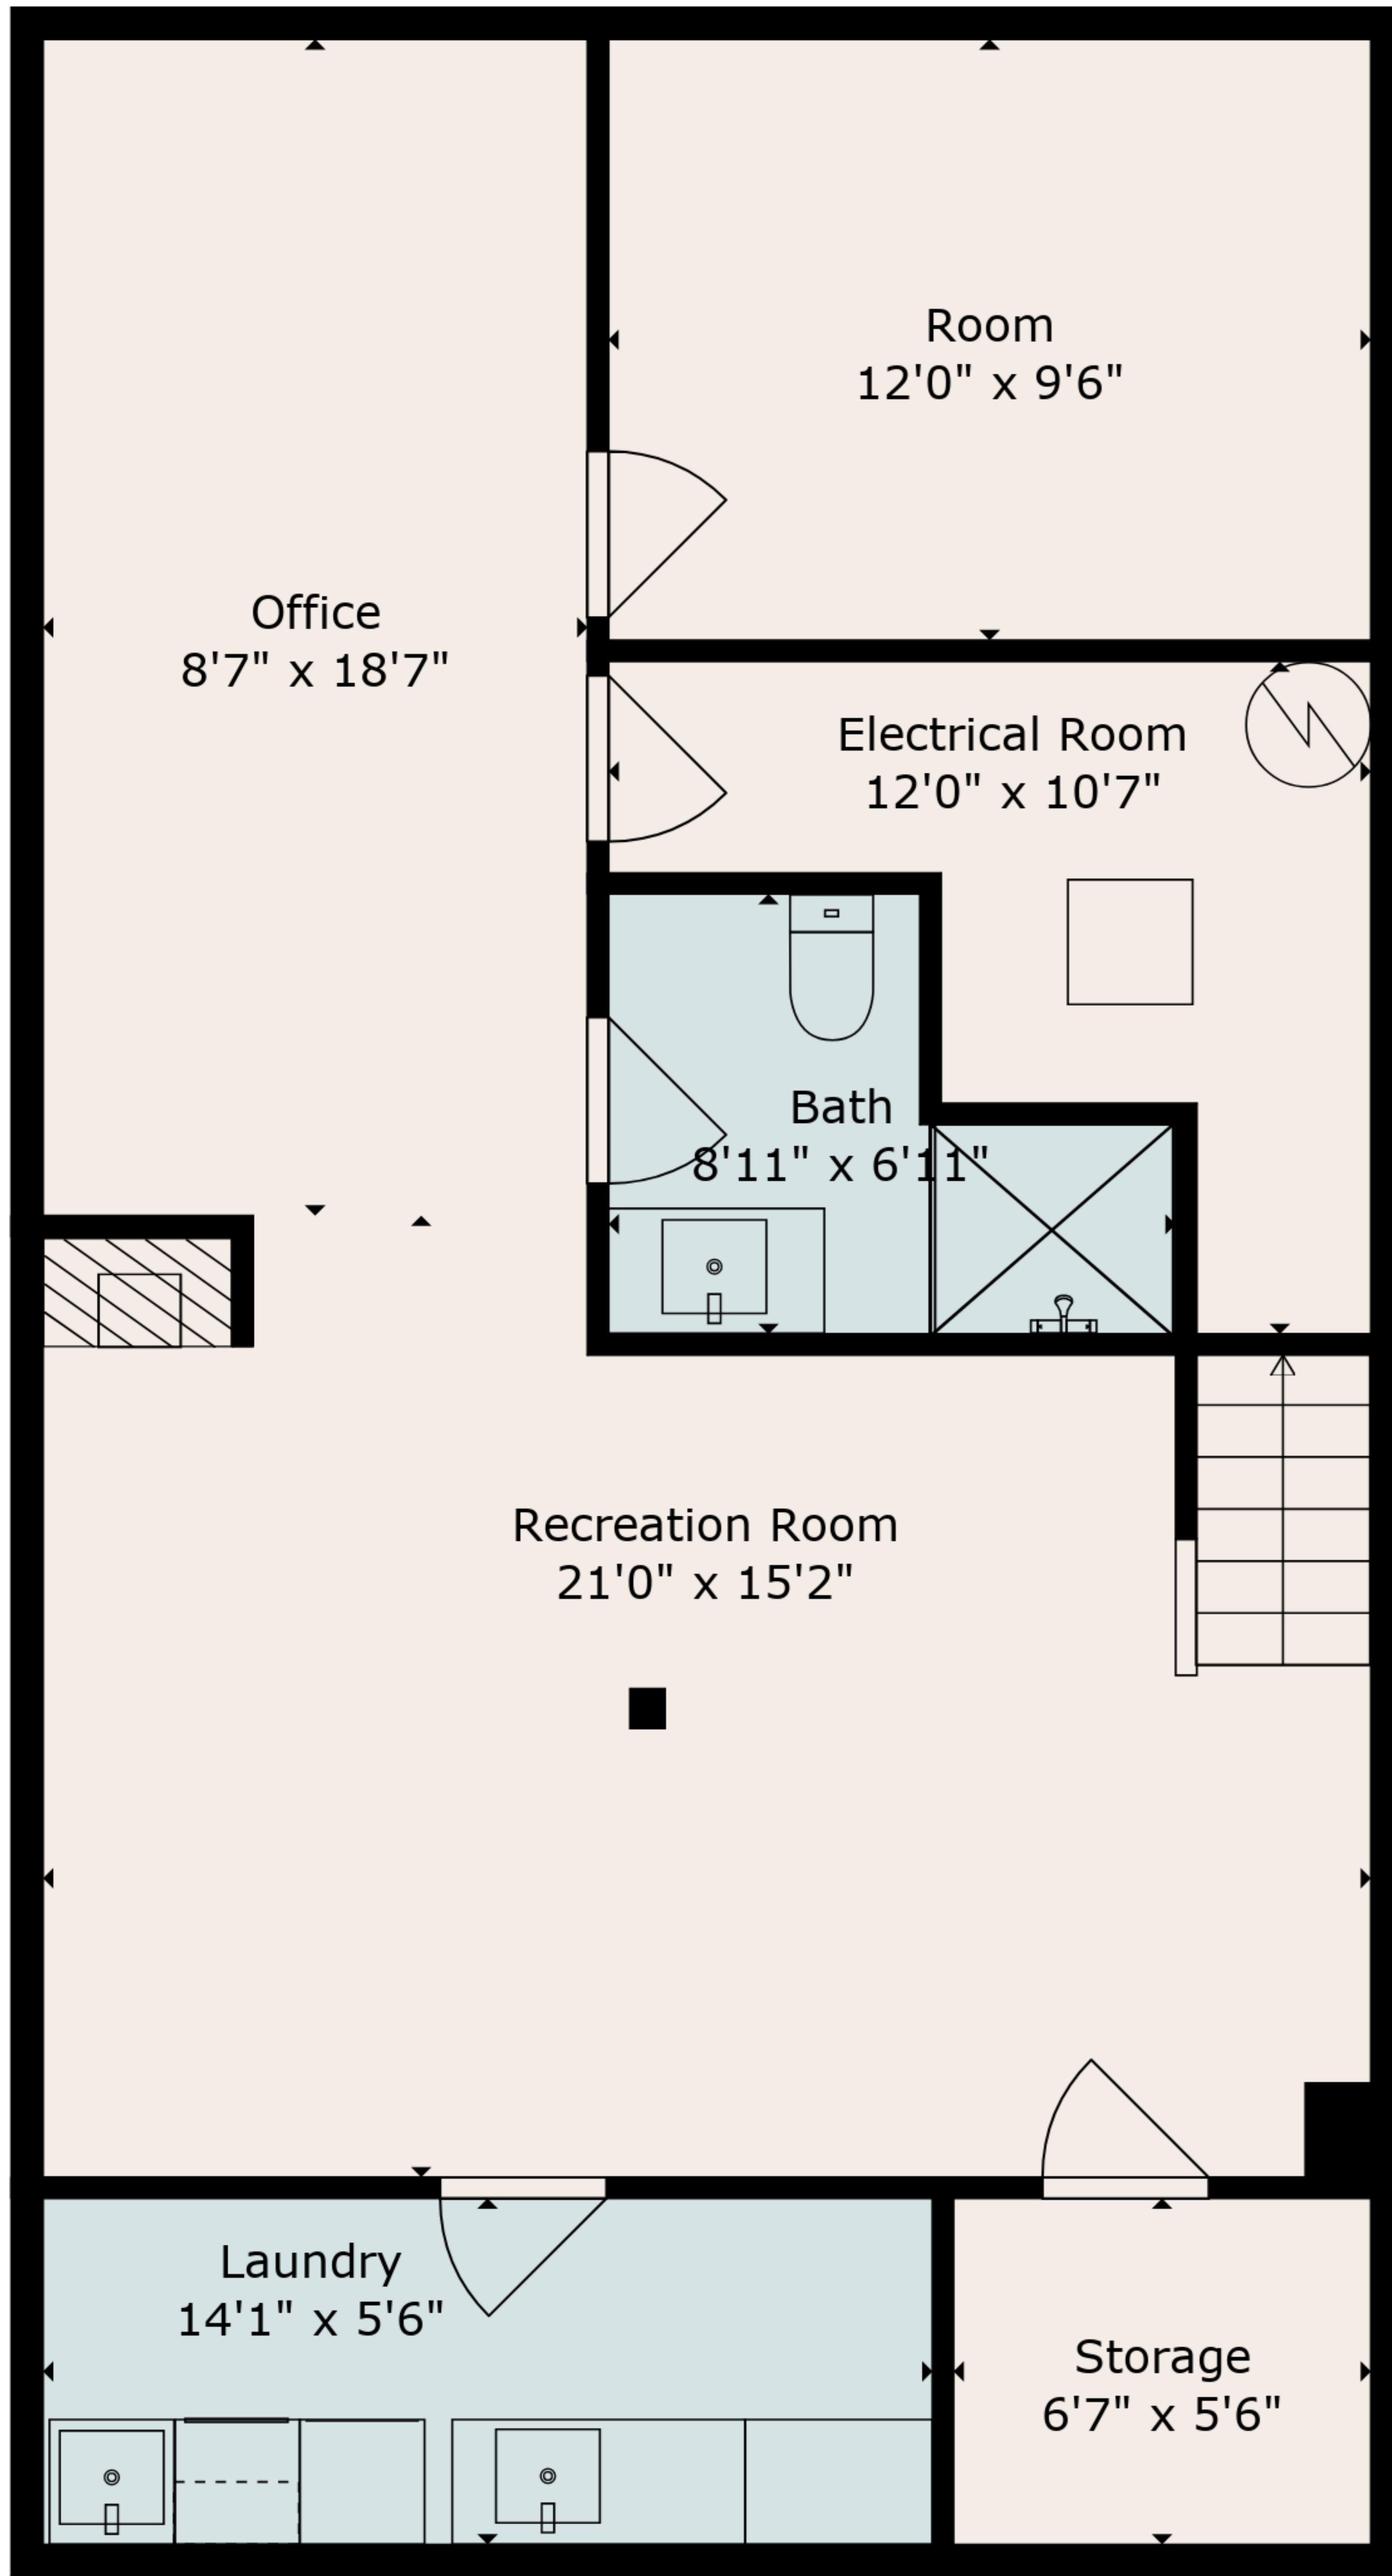 Room
12'0" x 9'6"
Office
8'7" x 18'7"
Electrical Room
12'0" x 10'7"
Bath
8'11" x 6'11"
Recreation Room
21'0" x 15'2"
Laundry
14'1" x 5'6"
Storage
6'7" x 5'6"